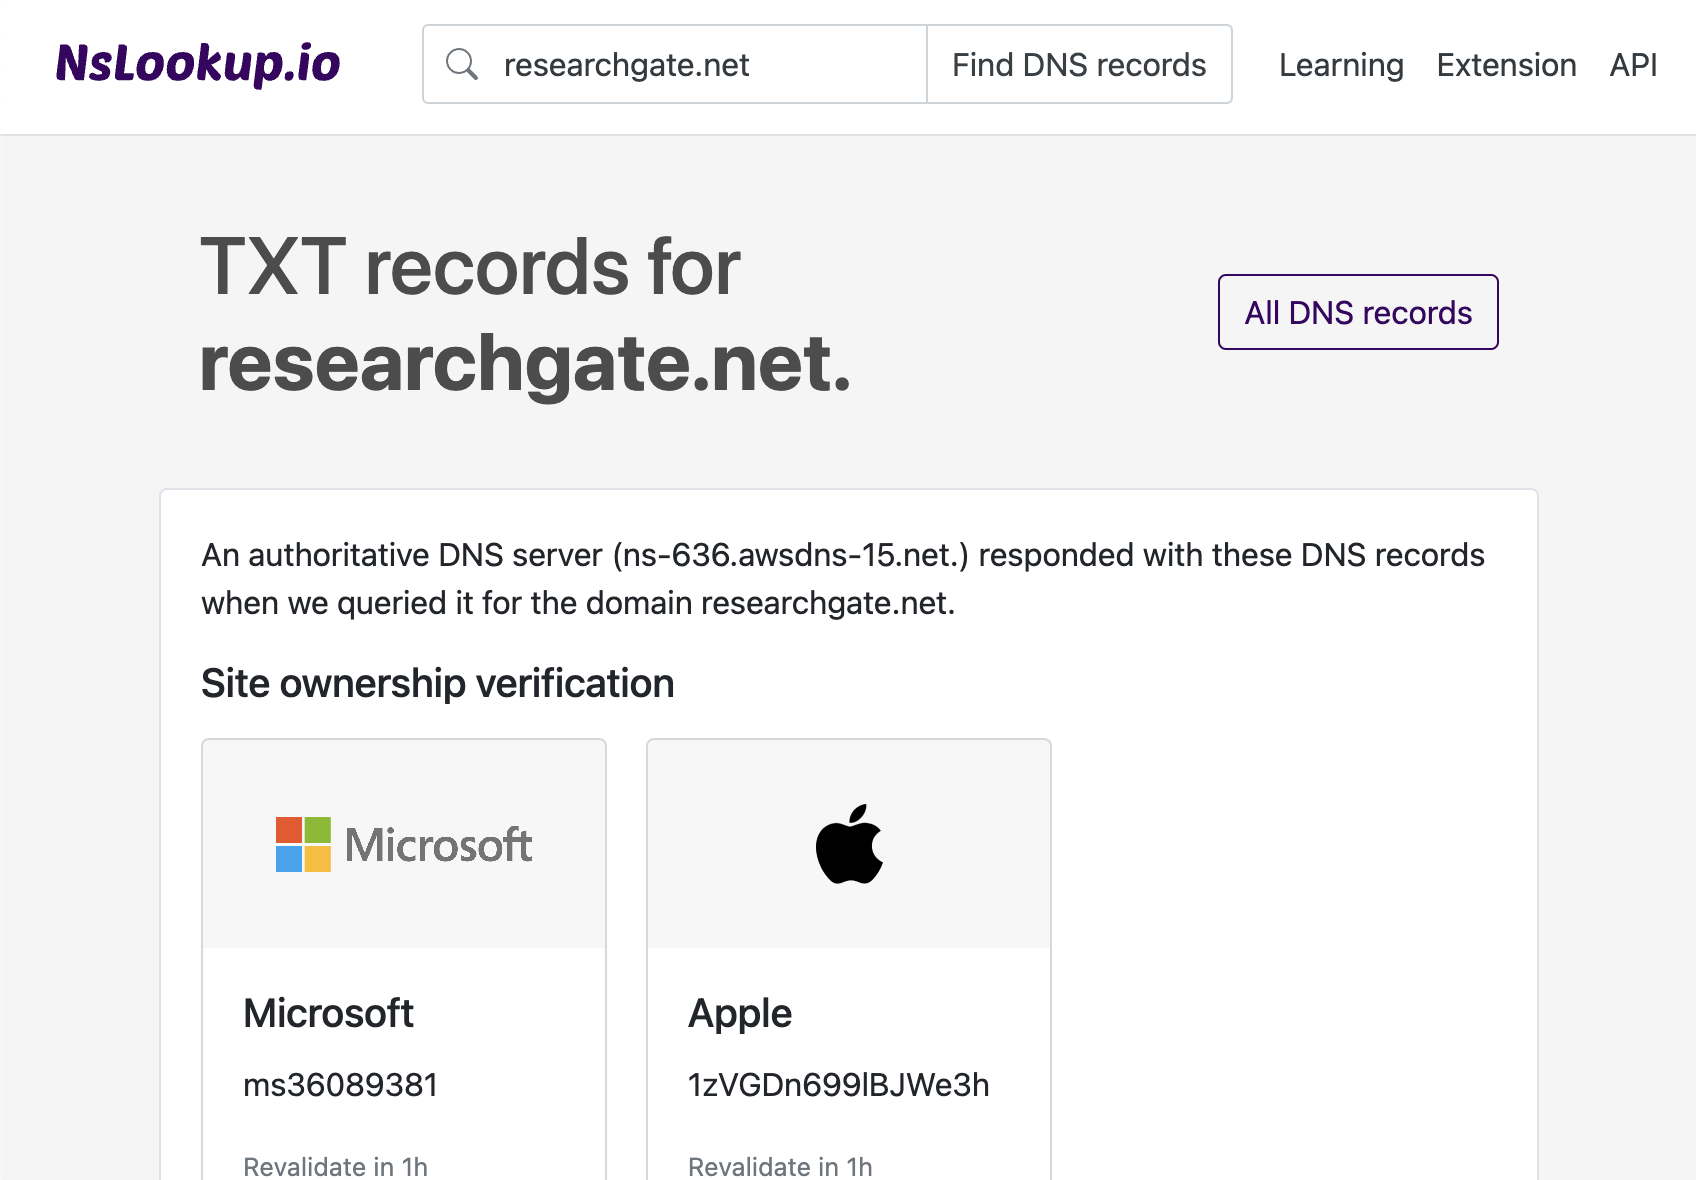 NsLookup.io
researchgate.net
Find DNS records
Learning
Extension
API
TXT records for
researchgate.net.
All DNS records
An authoritative DNS server (ns-636.awsdns-15.net.) responded with these DNS records
when we queried it for the domain researchgate.net.
Site ownership verification
Microsoft
Microsoft
ms36089381
Revalidate in 1h
Apple
1zVGDn699lBJWe3h
Revalidate in 1h